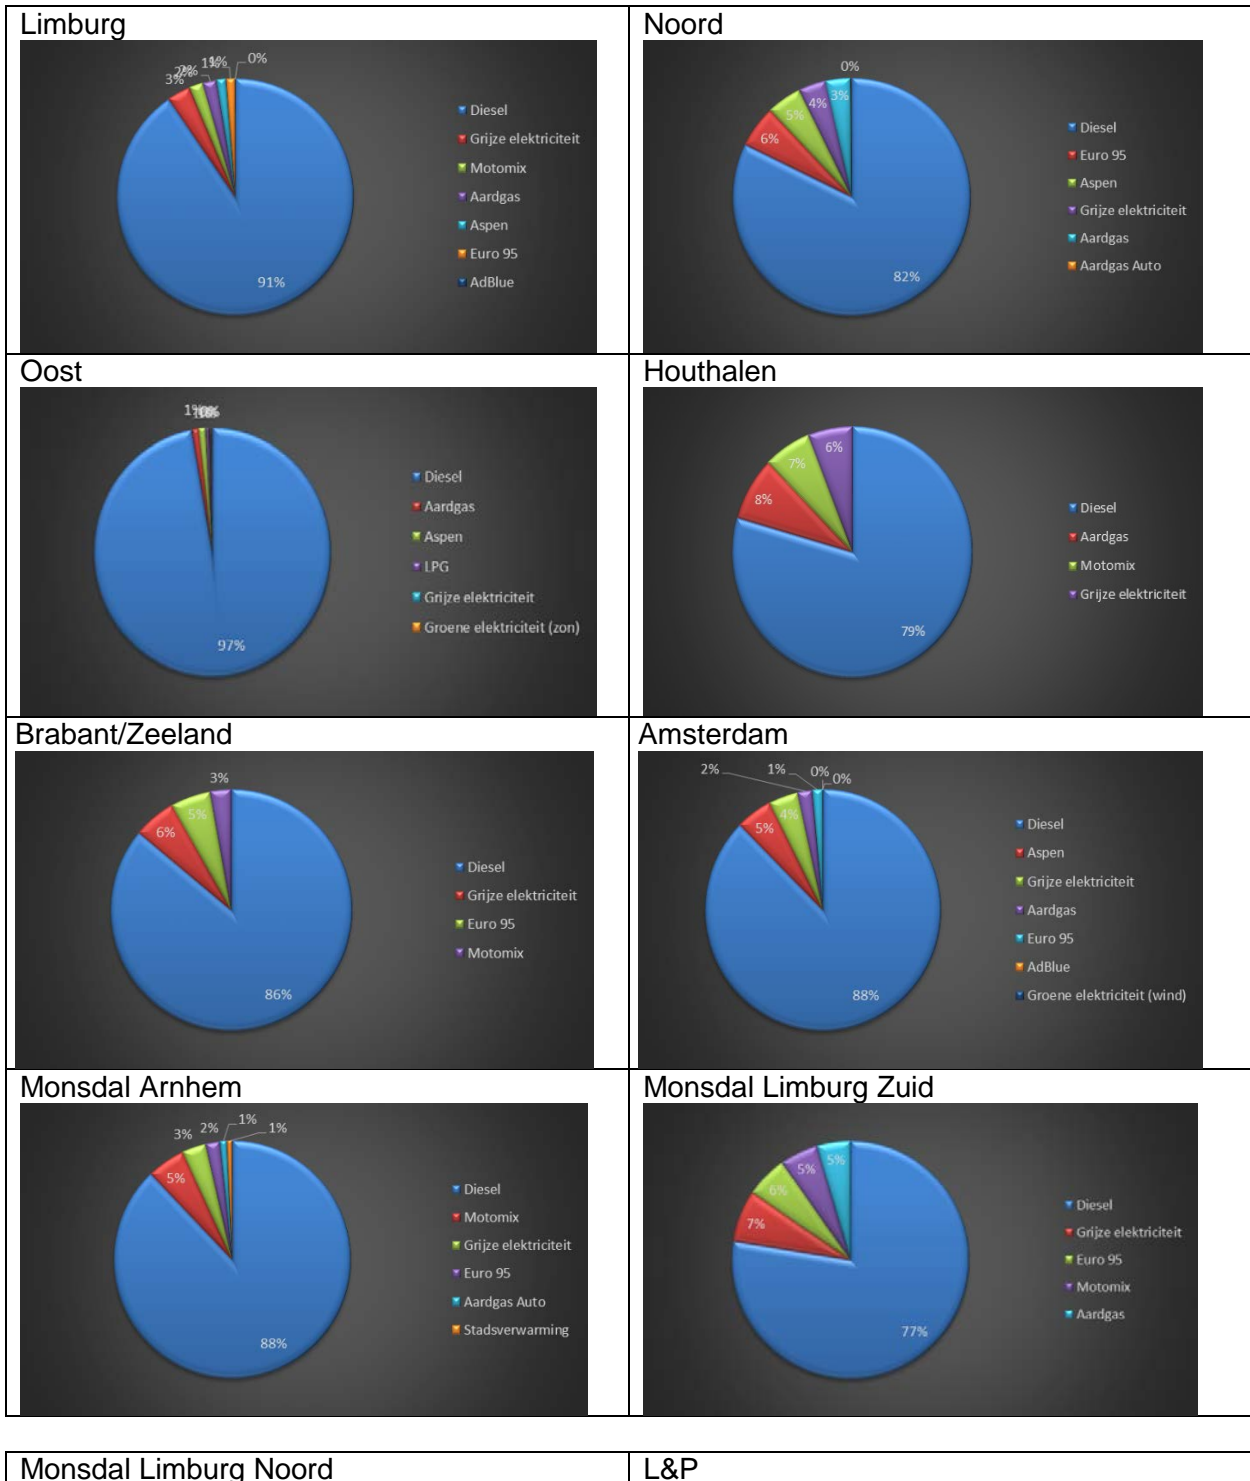 Limburg
3%
2%
2%
1%
1%
0%
91%
Diesel
Grijze elektriciteit
Motomix
Aardgas
Aspen
Euro 95
AdBlue
Noord
0%
6%
5%
4%
3%
82%
Diesel
Euro 95
Aspen
Grijze elektriciteit
Aardgas
Aardgas Auto
Oost
1%
97%
Diesel
Aardgas
Aspen
LPG
Grijze elektriciteit
Groene elektriciteit (zon)
Houthalen
8%
7%
6%
79%
Diesel
Aardgas
Motomix
Grijze elektriciteit
Brabant/Zeeland
6%
5%
3%
86%
Diesel
Grijze elektriciteit
Euro 95
Motomix
Amsterdam
2%
1%
0%
0%
5%
4%
88%
Diesel
Aspen
Grijze elektriciteit
Aardgas
Euro 95
AdBlue
Groene elektriciteit (wind)
Monsdal Arnhem
5%
3%
2%
1%
1%
88%
Diesel
Motomix
Grijze elektriciteit
Euro 95
Aardgas Auto
Stadsverwarming
Monsdal Limburg Zuid
7%
6%
5%
5%
77%
Diesel
Grijze elektriciteit
Euro 95
Motomix
Aardgas
Monsdal Limburg Noord
L&P